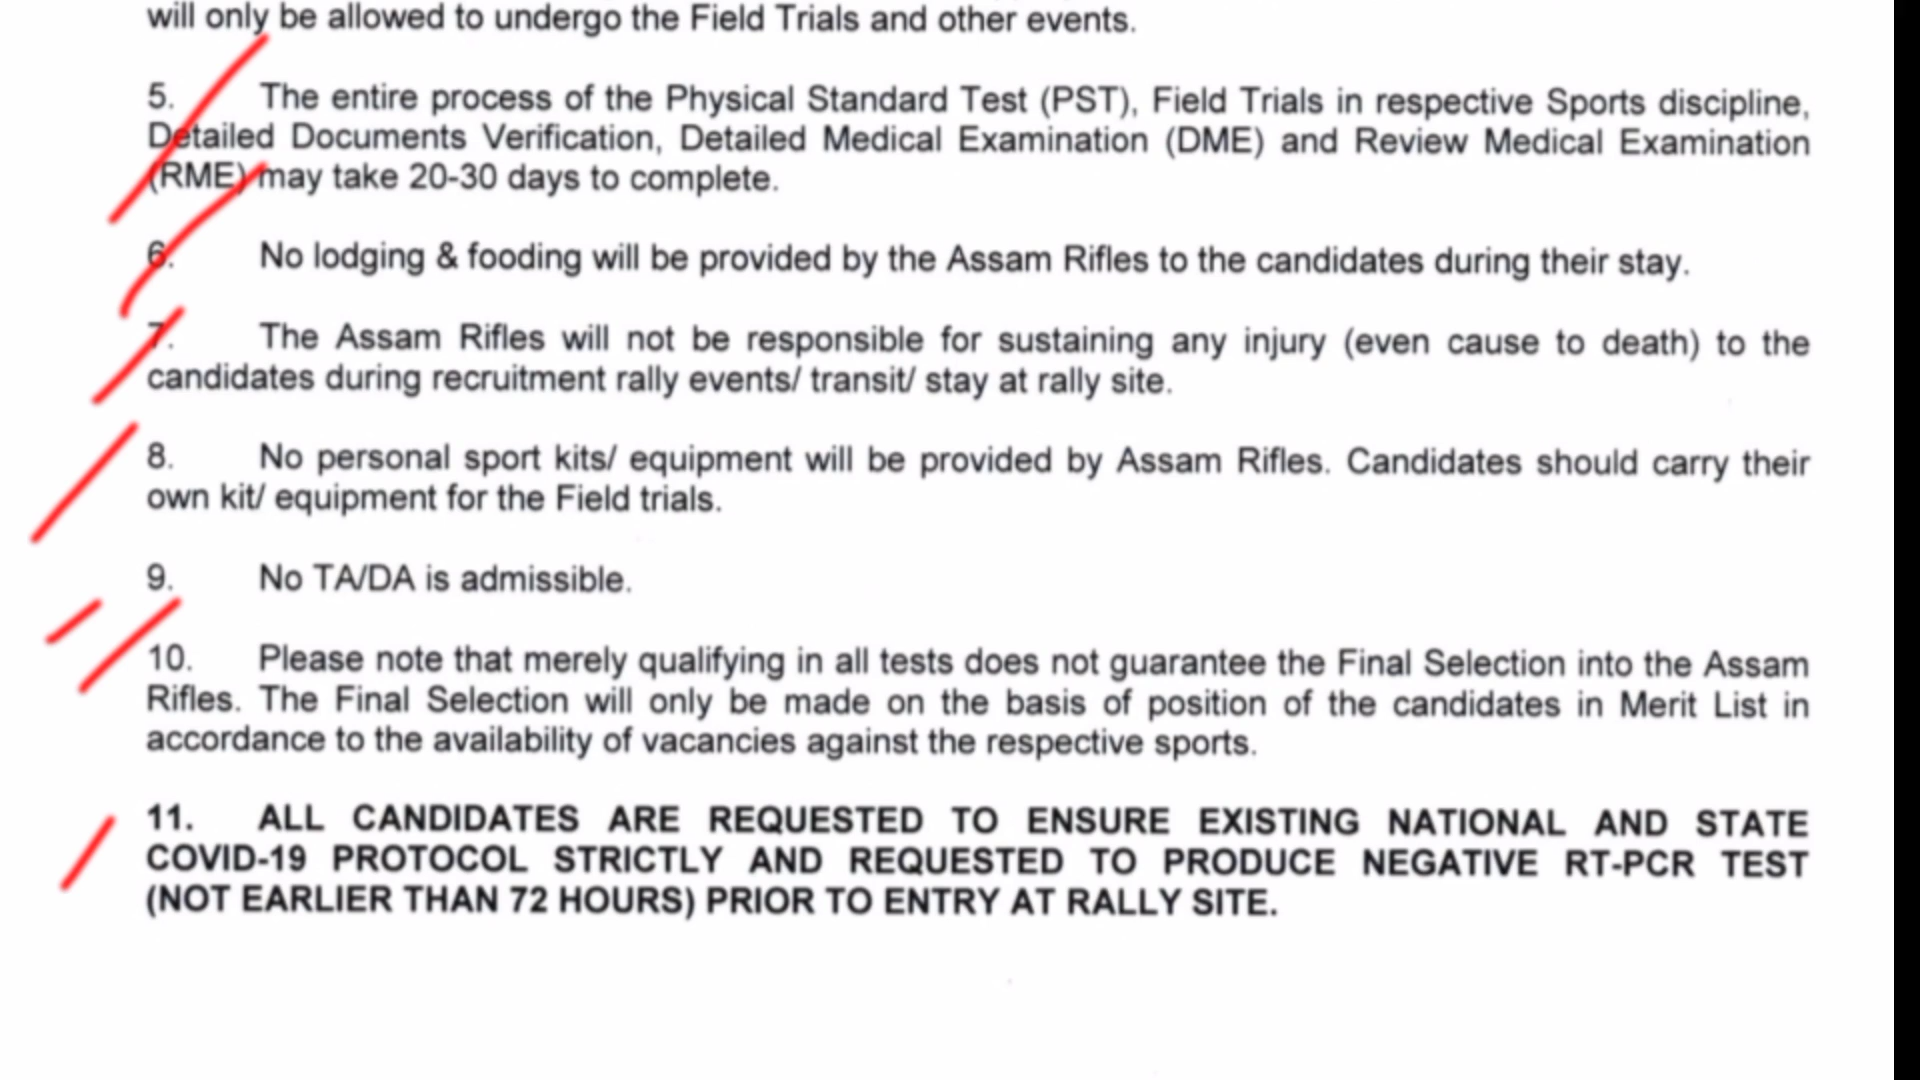 will only be allowed to undergo the Field Trials and other events.
5. The entire process of the Physical Standard Test (PST), Field Trials in respective Sports discipline,
Detailed Documents Verification, Detailed Medical Examination (DME) and Review Medical Examination
(RME) may take 20-30 days to complete.
6. No lodging & fooding will be provided by the Assam Rifles to the candidates during their stay.
7. The Assam Rifles will not be responsible for sustaining any injury (even cause to death) to the
candidates during recruitment rally events/ transit/ stay at rally site.
8. No personal sport kits/ equipment will be provided by Assam Rifles. Candidates should carry their
own kit/ equipment for the Field trials.
9. No TA/DA is admissible.
10. Please note that merely qualifying in all tests does not guarantee the Final Selection into the Assam
Rifles. The Final Selection will only be made on the basis of position of the candidates in Merit List in
accordance to the availability of vacancies against the respective sports.
11. ALL CANDIDATES ARE REQUESTED TO ENSURE EXISTING NATIONAL AND STATE
COVID-19 PROTOCOL STRICTLY AND REQUESTED TO PRODUCE NEGATIVE RT-PCR TEST
(NOT EARLIER THAN 72 HOURS) PRIOR TO ENTRY AT RALLY SITE.